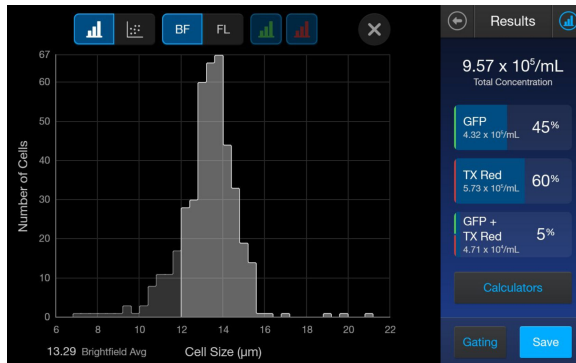 BF
FL
Results
67
60
50
40
30
20
10
0
Number of Cells
6
8
10
12
14
16
18
20
22
13.29 Brightfield Avg
Cell Size (µm)
9.57 x 10⁵/mL
Total Concentration
GFP
4.32 x 10⁵/mL
45%
TX Red
5.73 x 10⁵/mL
60%
GFP +
TX Red
4.71 x 10⁴/mL
5%
Calculators
Gating
Save